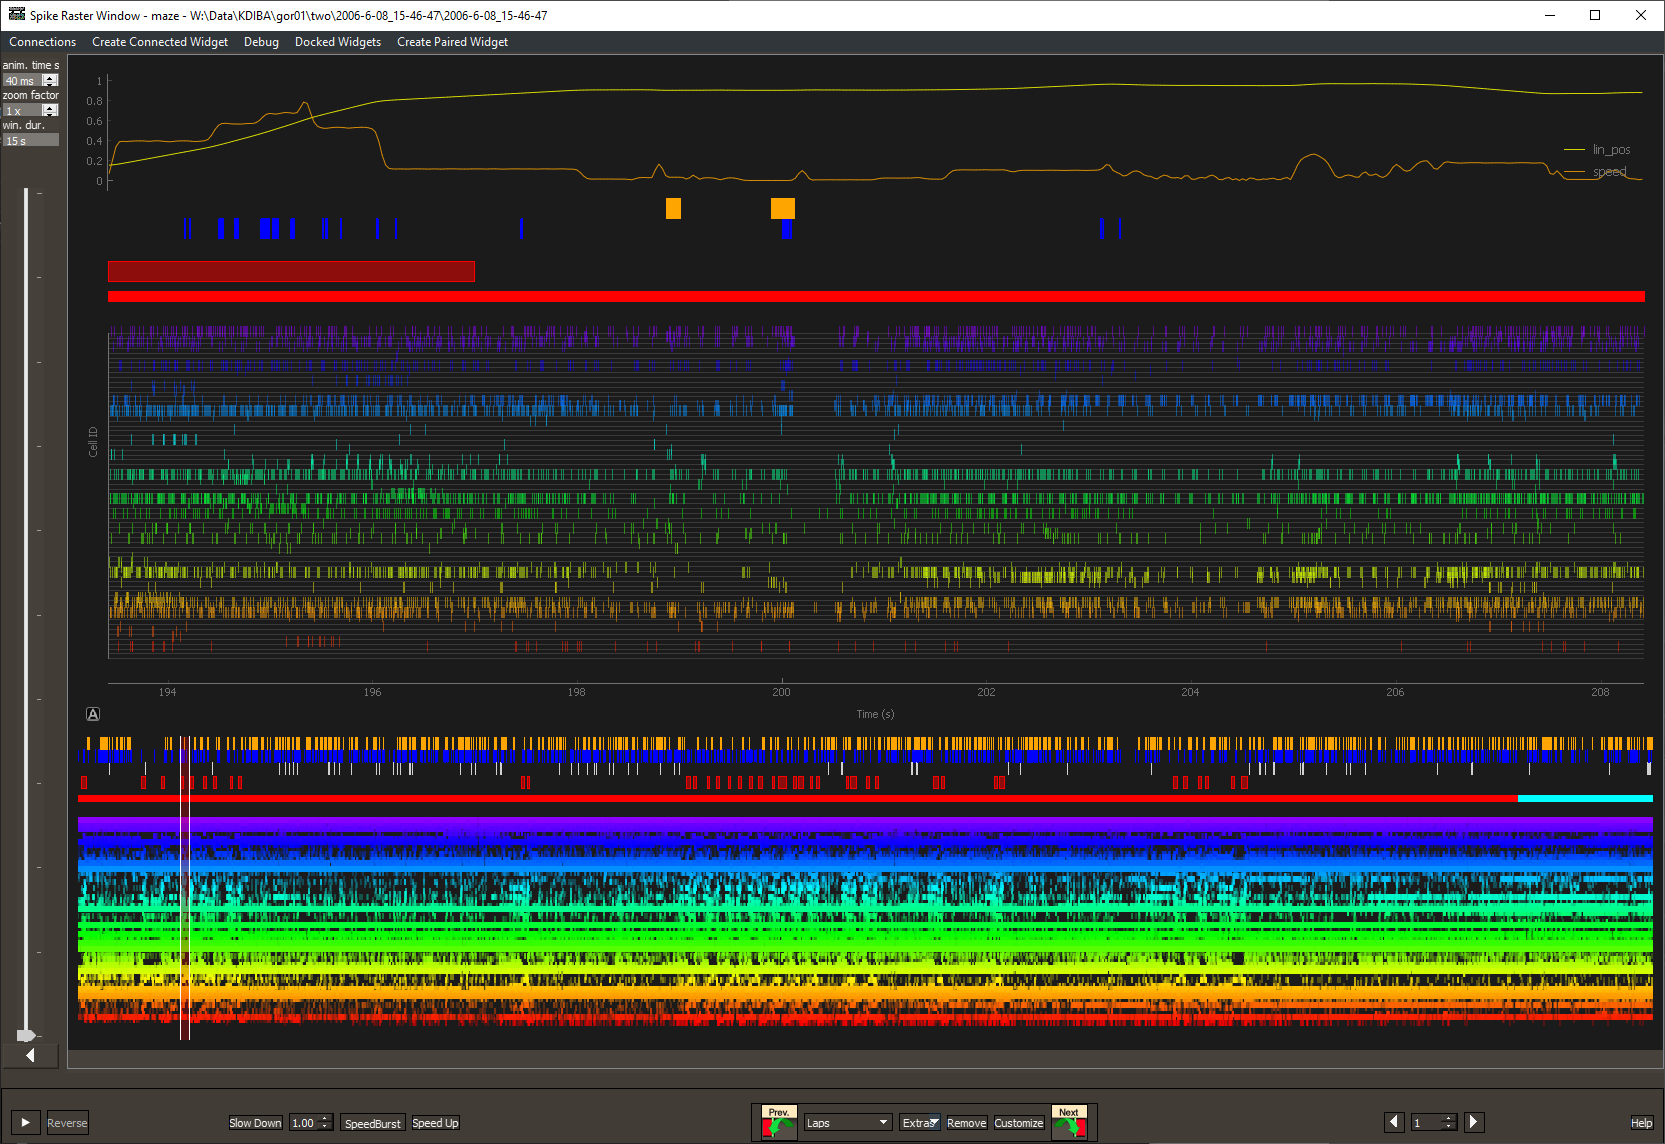 Spike Raster Window - maze - W:\Data\KDIBA\gor01\two\2006-6-08_15-46-47\2006-6-08_15-46-47
Connections Create Connected Widget Debug Docked Widgets Create Paired Widget
anim. time s
40 ms
zoom factor
1 x
win. dur.
15 s
1
0.8
0.6
0.4
0.2
0
lin_pos
speed
Cell ID
194 196 198 200 202 204 206 208
Time (s)
A
Reverse Slow Down 1.00 SpeedBurst Speed Up Prev. Laps Extras Remove Customize Next 1 Help